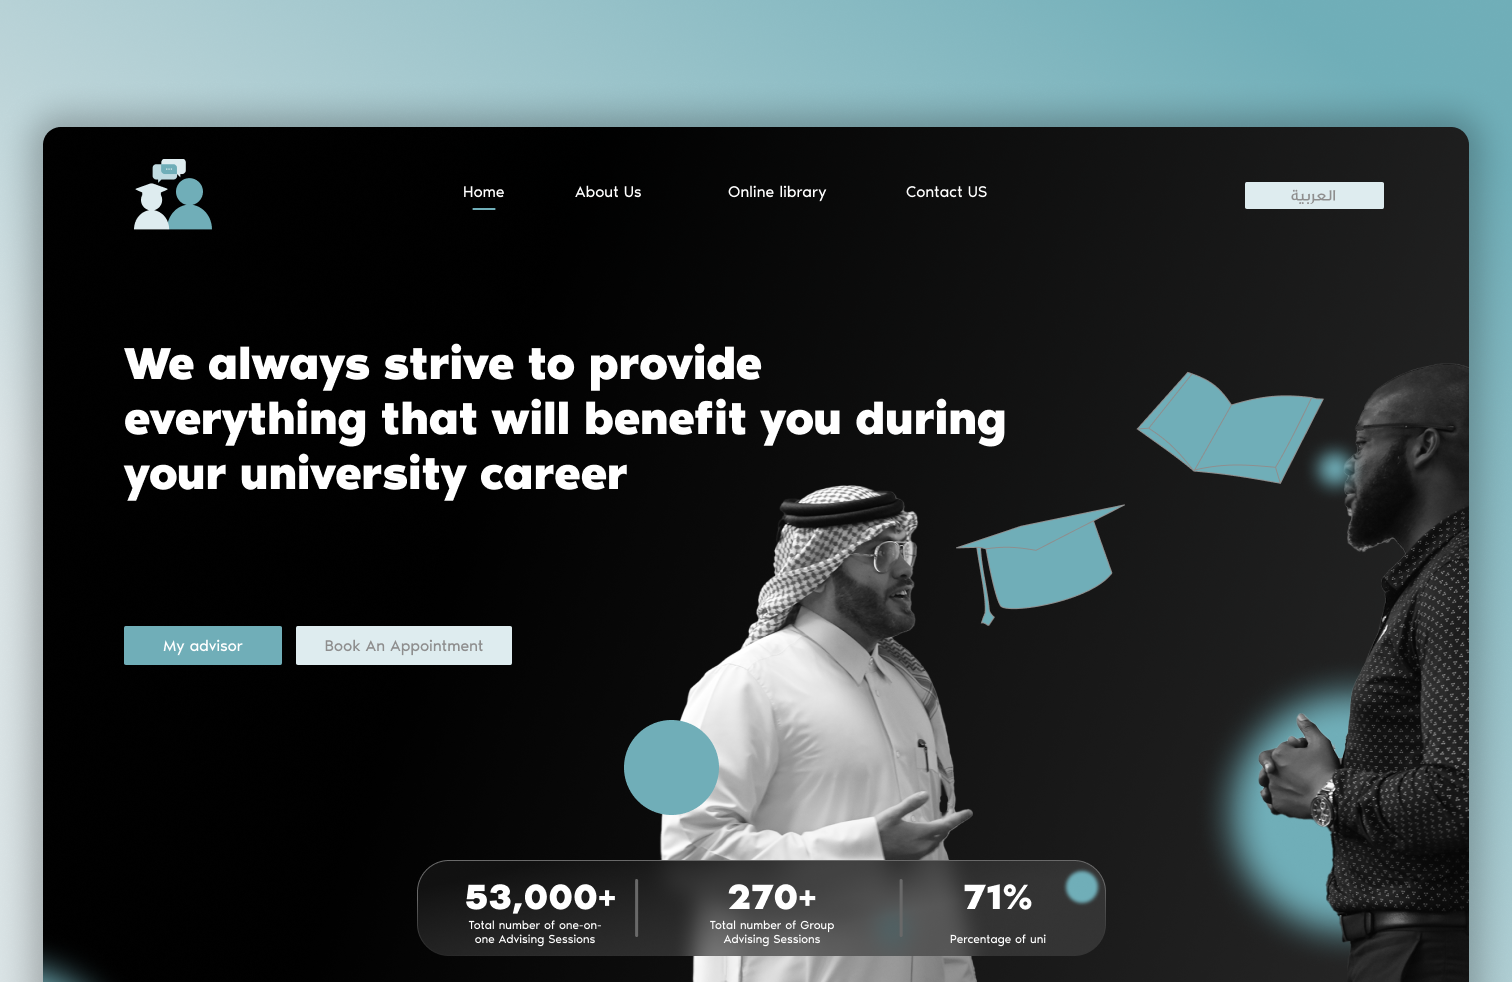 Home
About Us
Online library
Contact US
العربية
We always strive to provide
everything that will benefit you during
your university career
My advisor
Book An Appointment
53,000+
Total number of one-on-
one Advising Sessions
270+
Total number of Group
Advising Sessions
71%
Percentage of uni